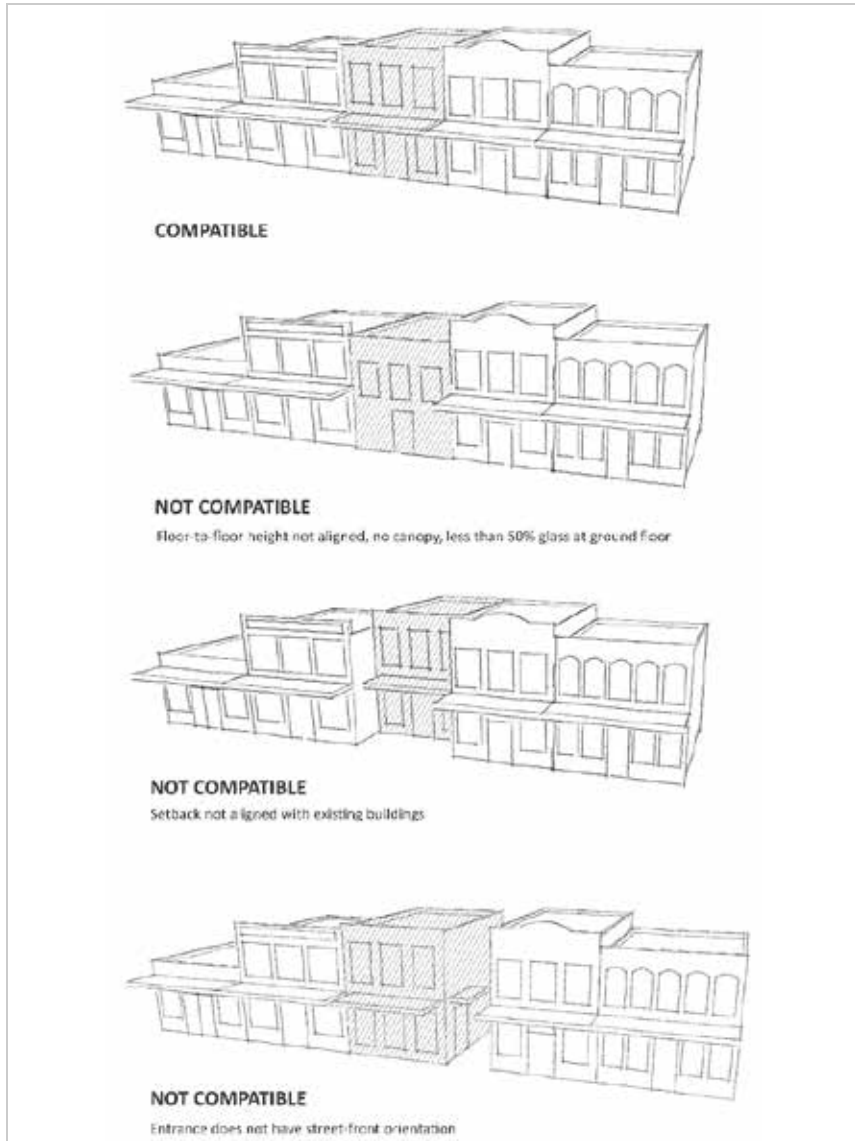 COMPATIBLE
NOT COMPATIBLE
Floor-to-floor height not aligned, no canopy, less than 50% glass at ground floor
NOT COMPATIBLE
Setback not aligned with existing buildings
NOT COMPATIBLE
Entrance does not have street-front orientation